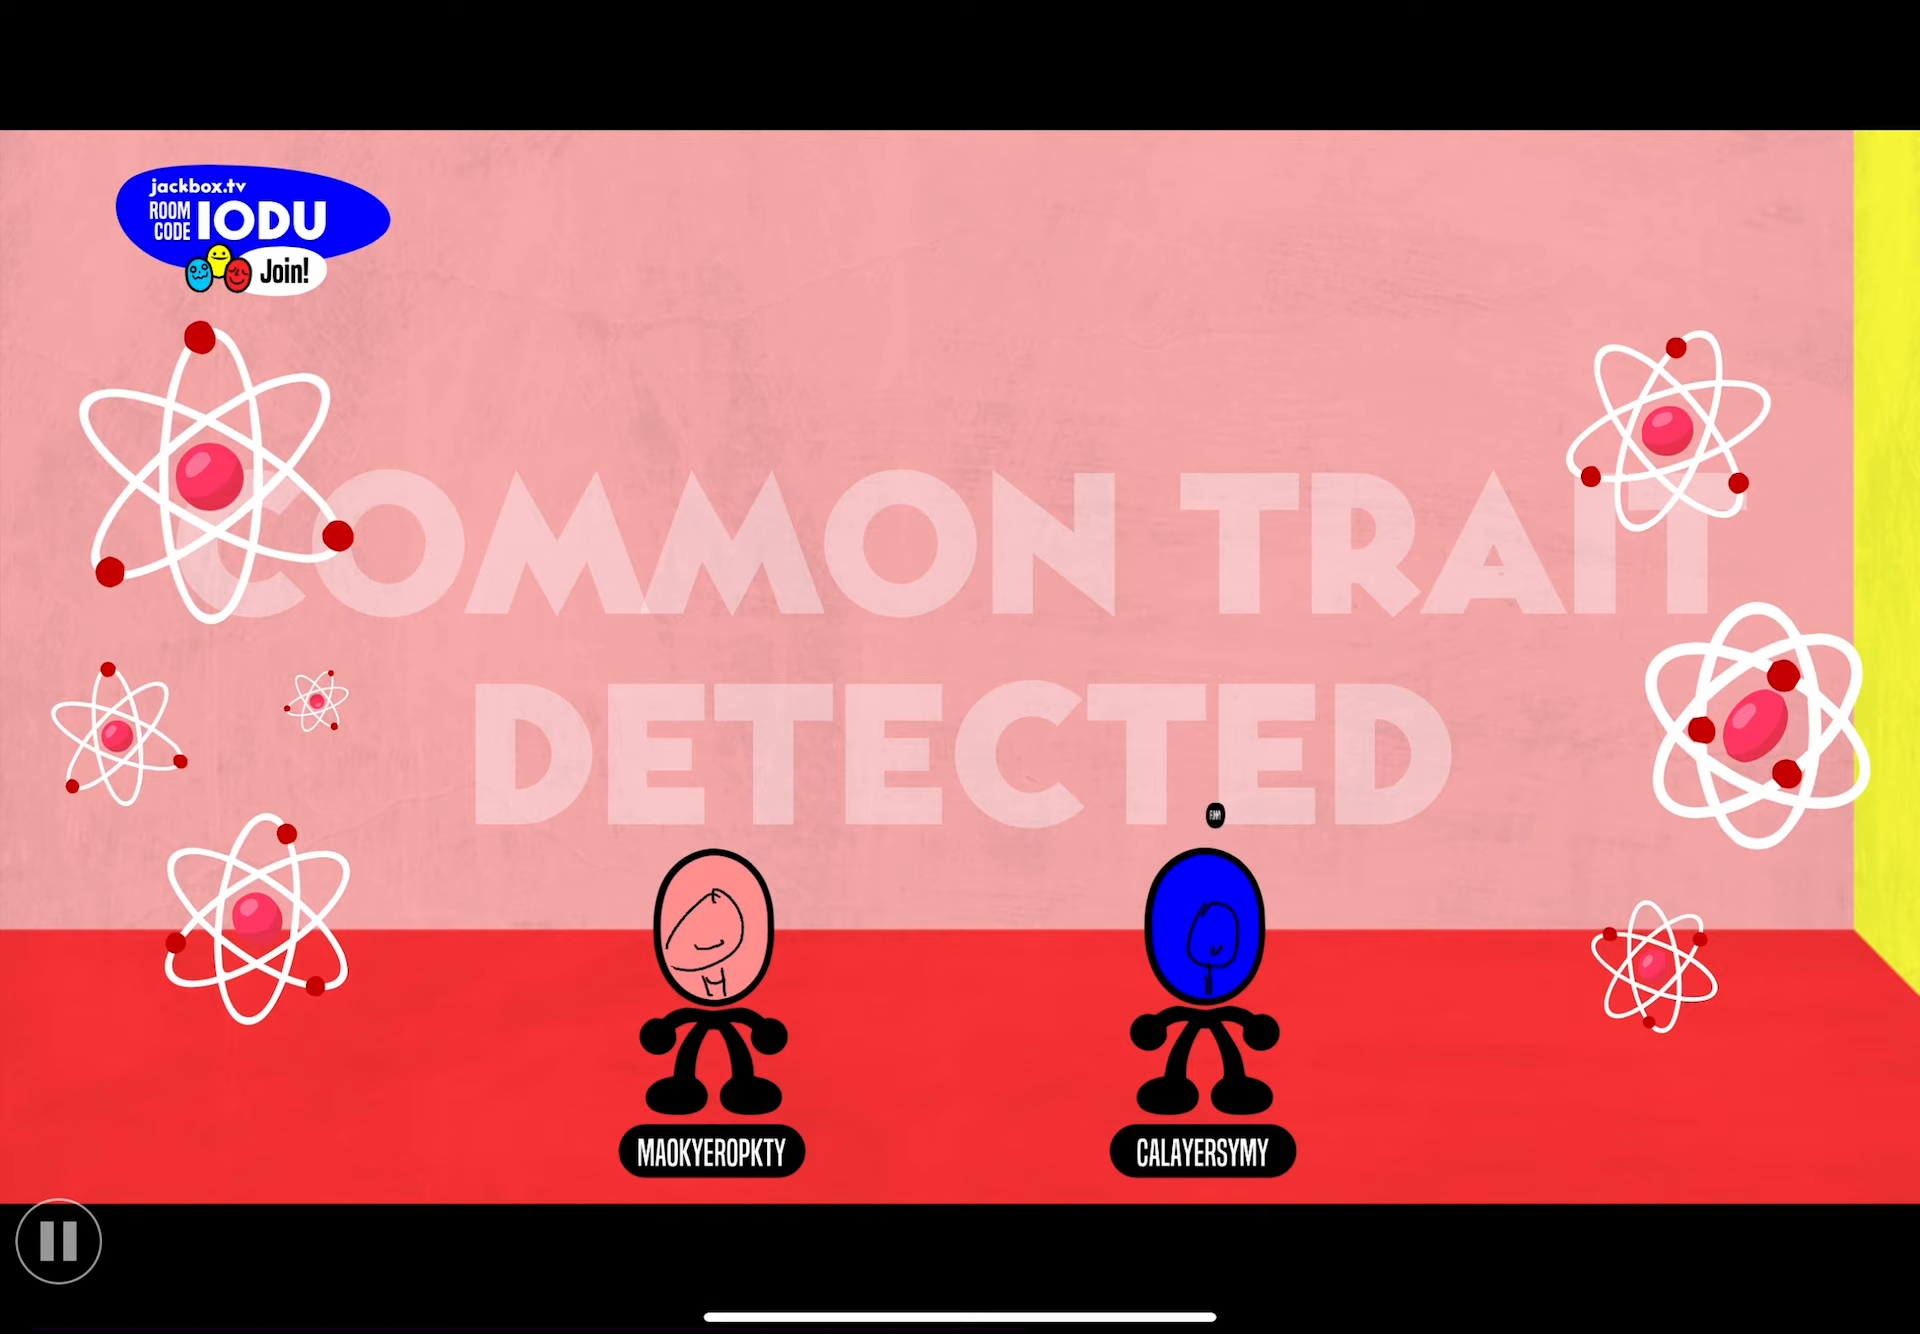 jackbox.tv
ROOM CODE IODU
Join!
COMMON TRAIT
DETECTED
MAOKYEROPKTY
CALAYERSYMY